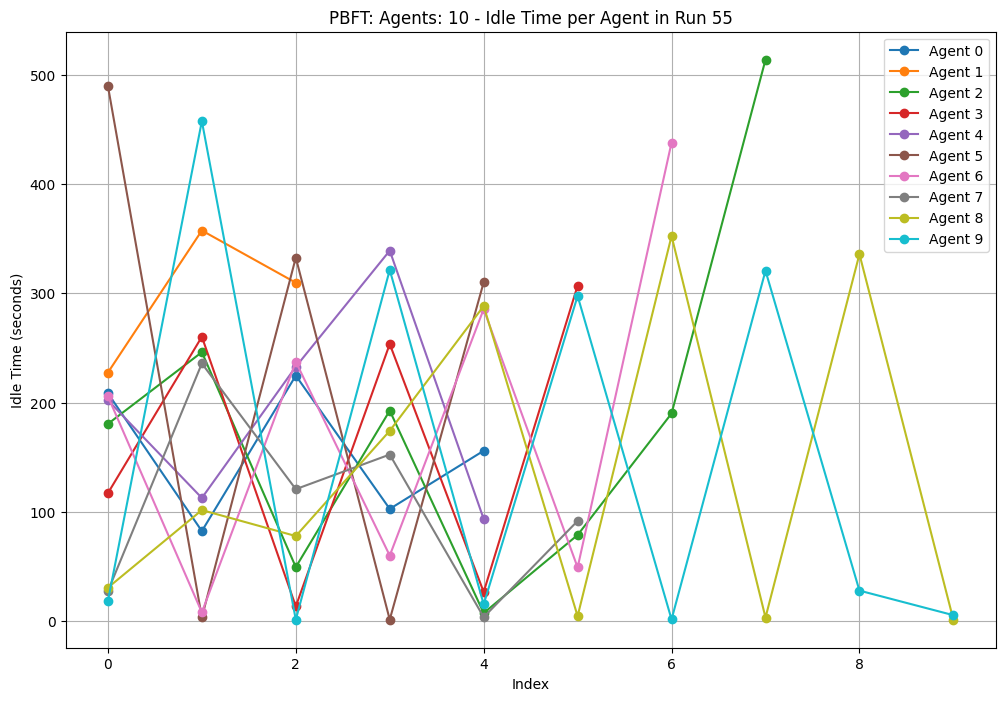 PBFT: Agents: 10 - Idle Time per Agent in Run 55
Idle Time (seconds)
500
400
300
200
100
0
0 2 4 6 8
Index
Agent 0
Agent 1
Agent 2
Agent 3
Agent 4
Agent 5
Agent 6
Agent 7
Agent 8
Agent 9